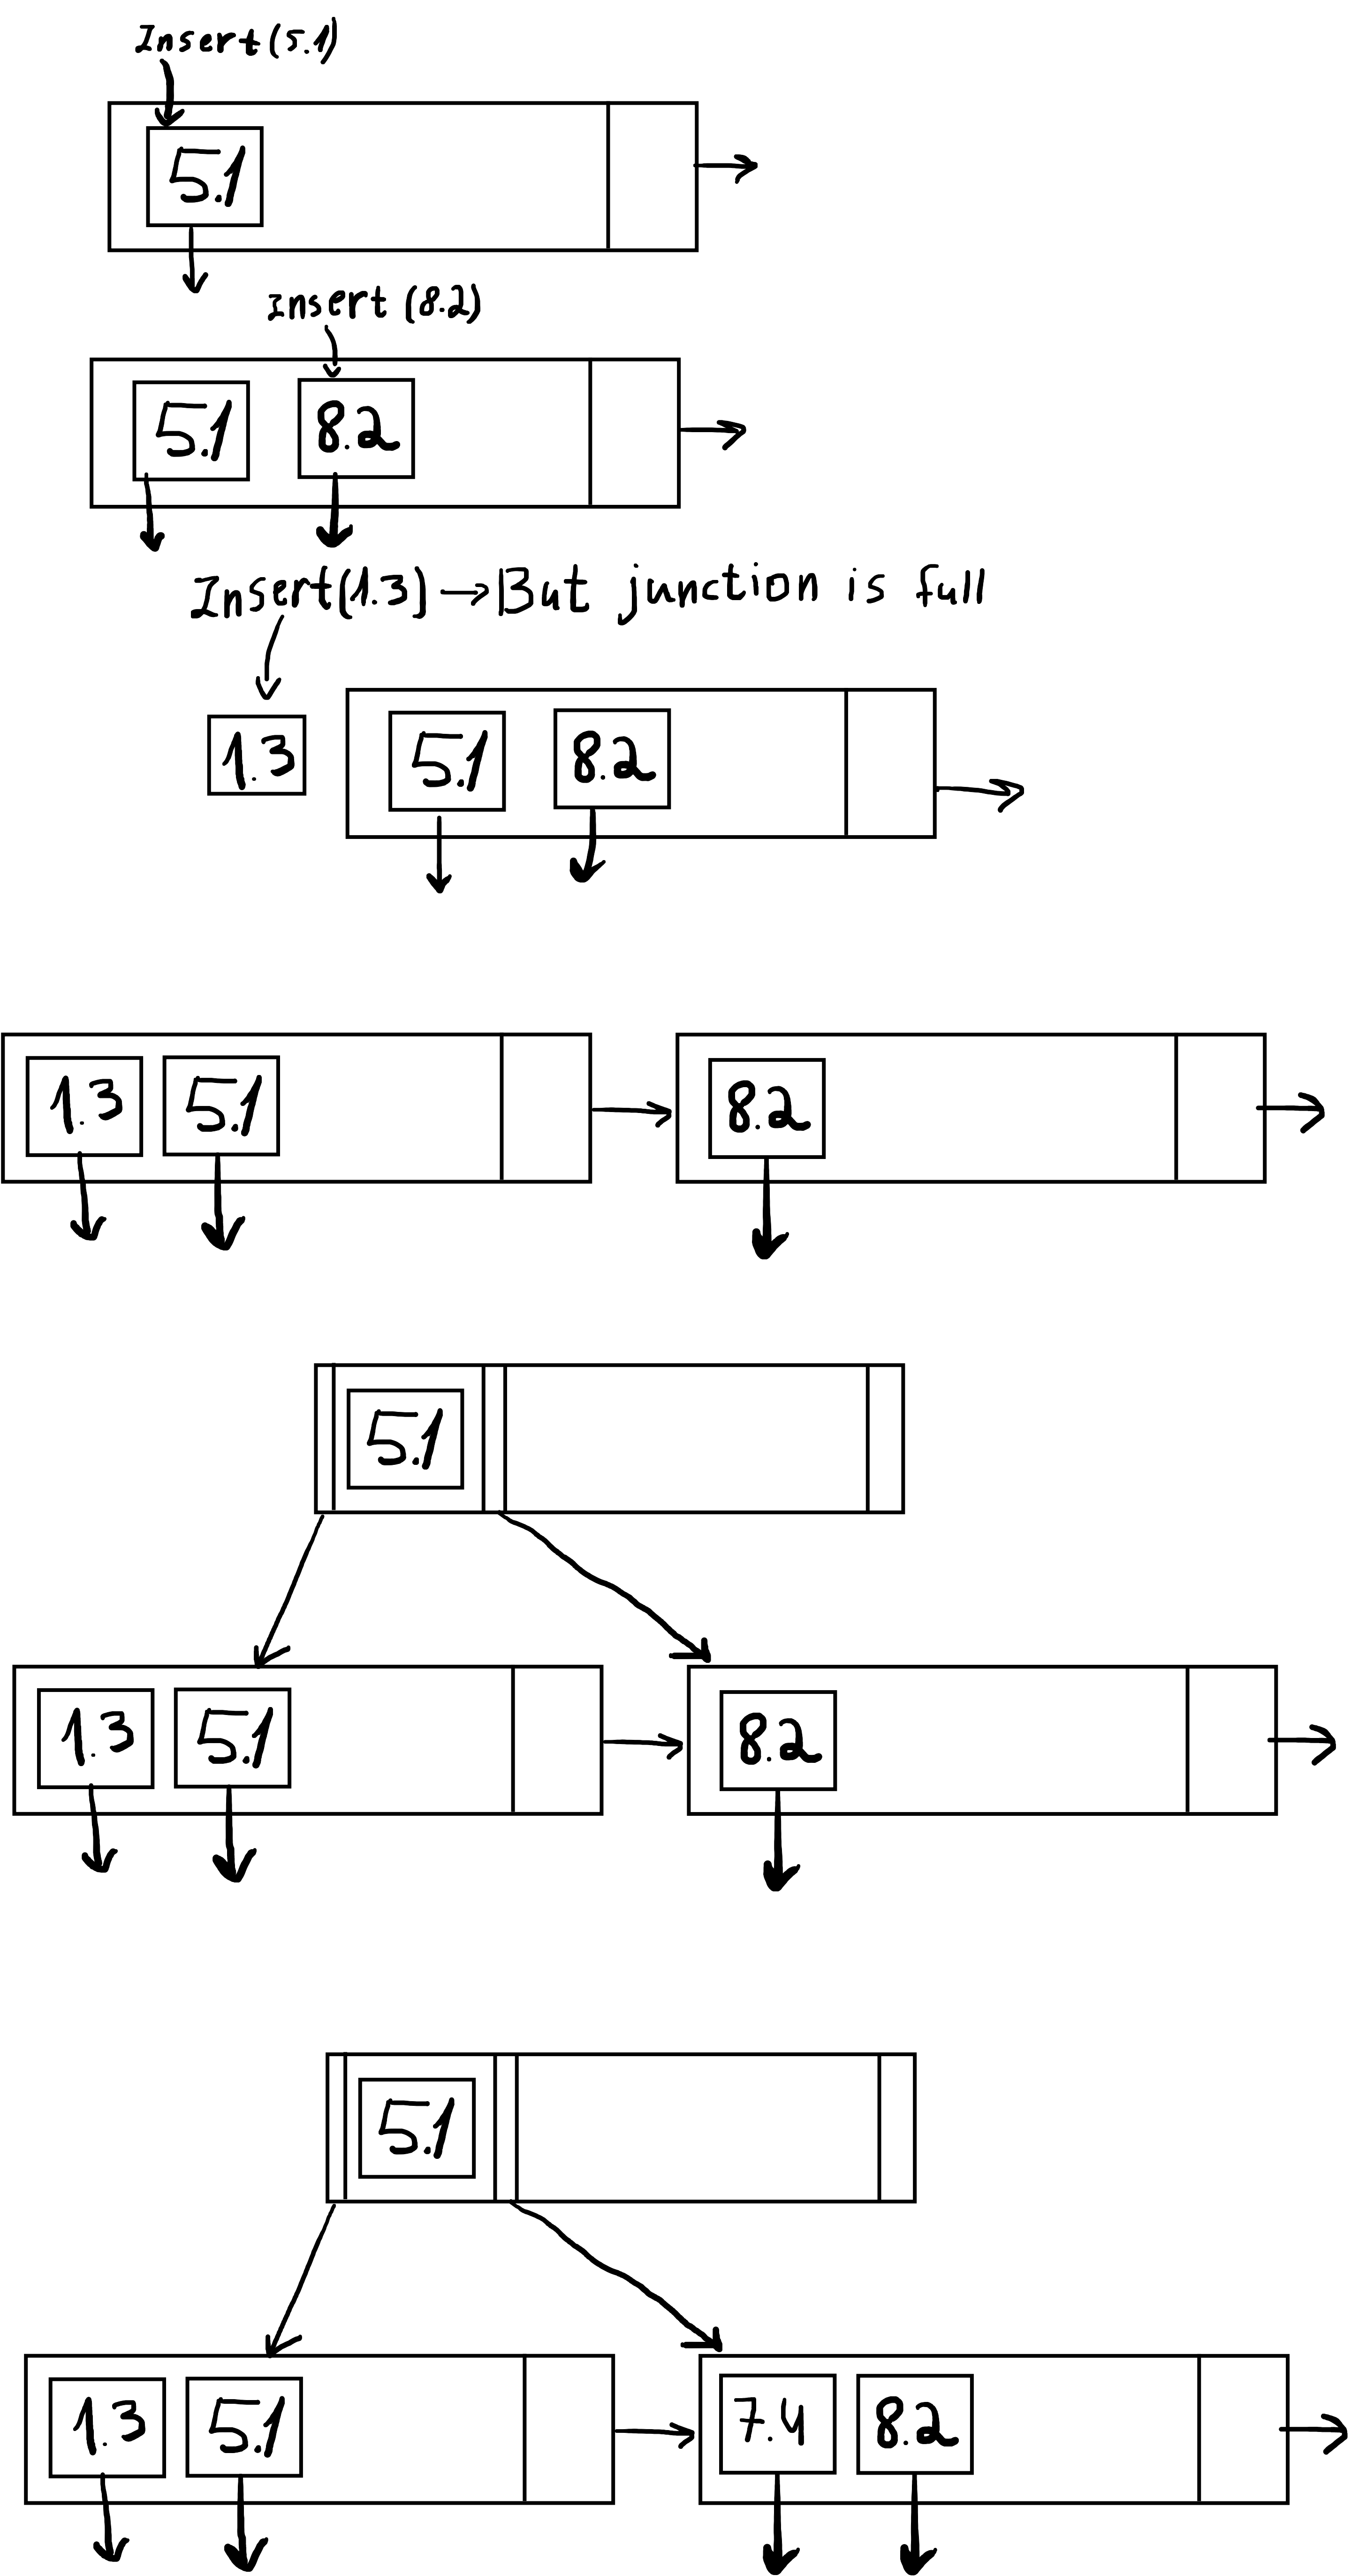 Insert(5.1)
5.1
Insert (8.2)
5.1 8.2
Insert(1.3) → But junction is full
1.3 5.1 8.2
1.3 5.1 8.2
5.1
1.3 5.1 8.2
5.1
1.3 5.1 7.4 8.2